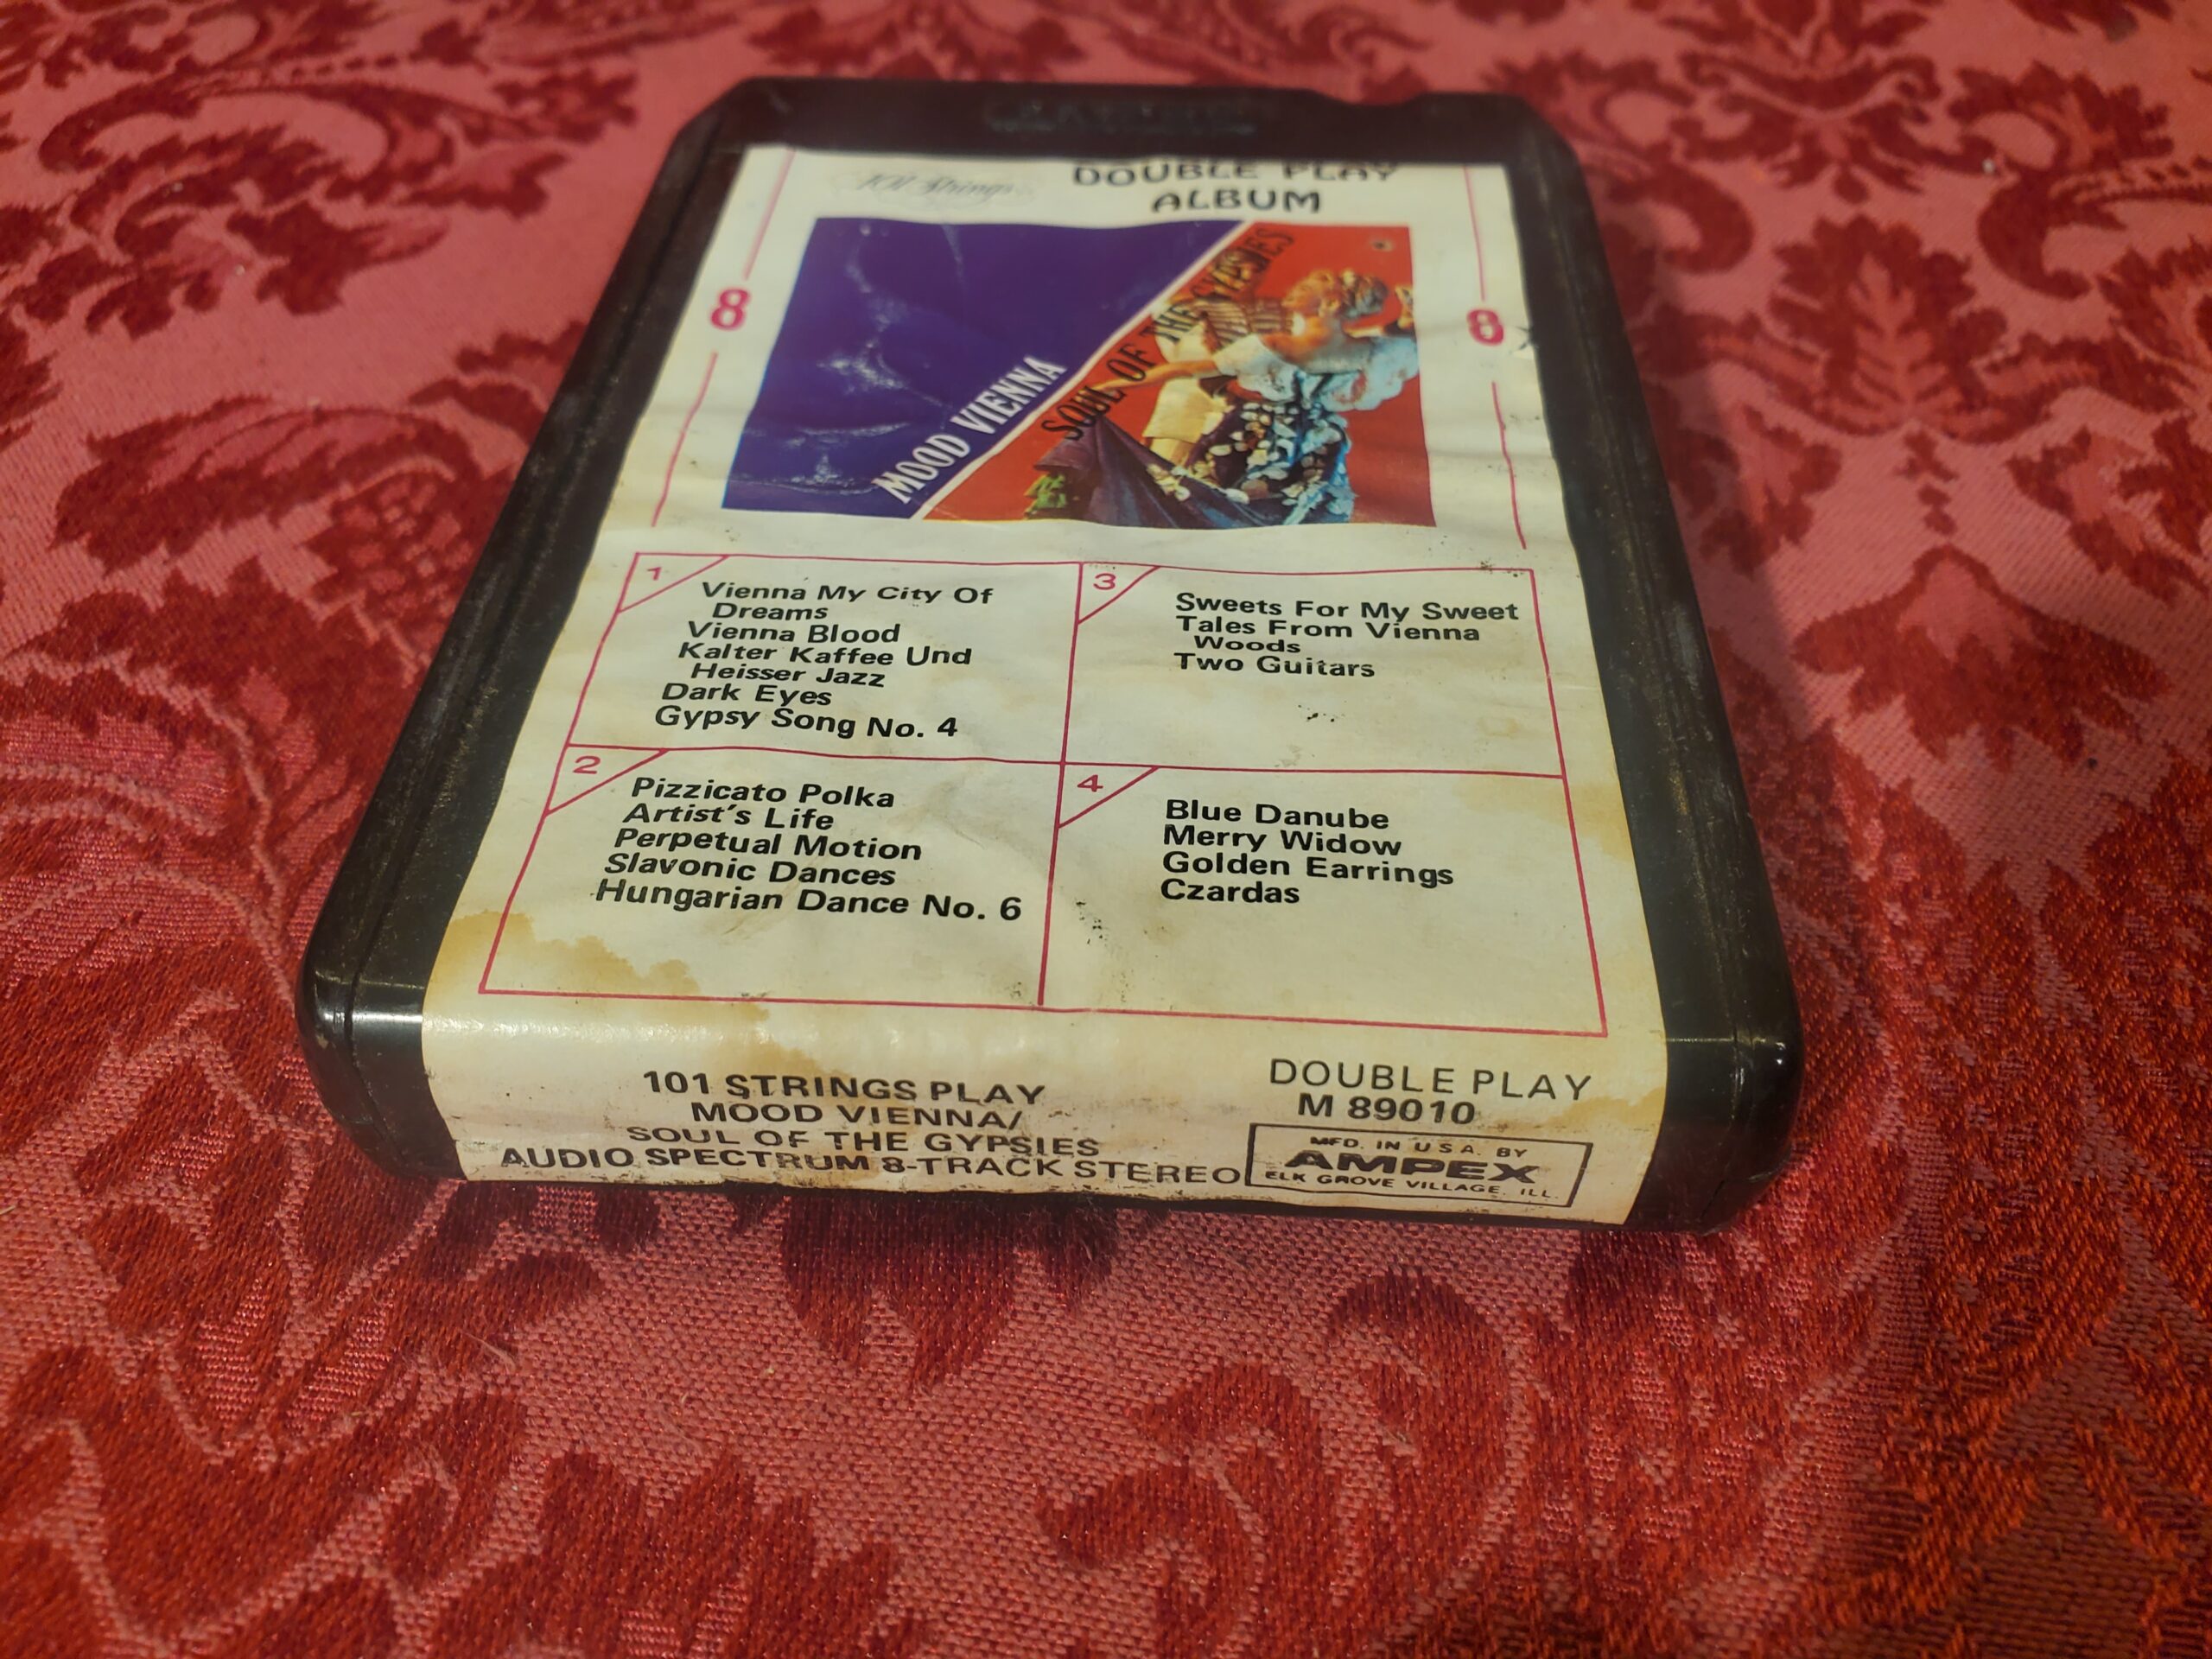 101 Strings
DOUBLE PLAY
ALBUM
8
8
MOOD VIENNA
SOUL OF THE GYPSIES
1
Vienna My City Of
Dreams
Vienna Blood
Kalter Kaffee Und
Heisser Jazz
Dark Eyes
Gypsy Song No. 4
2
Pizzicato Polka
Artist's Life
Perpetual Motion
Slavonic Dances
Hungarian Dance No. 6
3
Sweets For My Sweet
Tales From Vienna
Woods
Two Guitars
4
Blue Danube
Merry Widow
Golden Earrings
Czardas
101 STRINGS PLAY
MOOD VIENNA/
SOUL OF THE GYPSIES
AUDIO SPECTRUM 8-TRACK STEREO
DOUBLE PLAY
M 89010
MFD. IN U.S.A. BY
AMPEX
ELK GROVE VILLAGE, ILL.